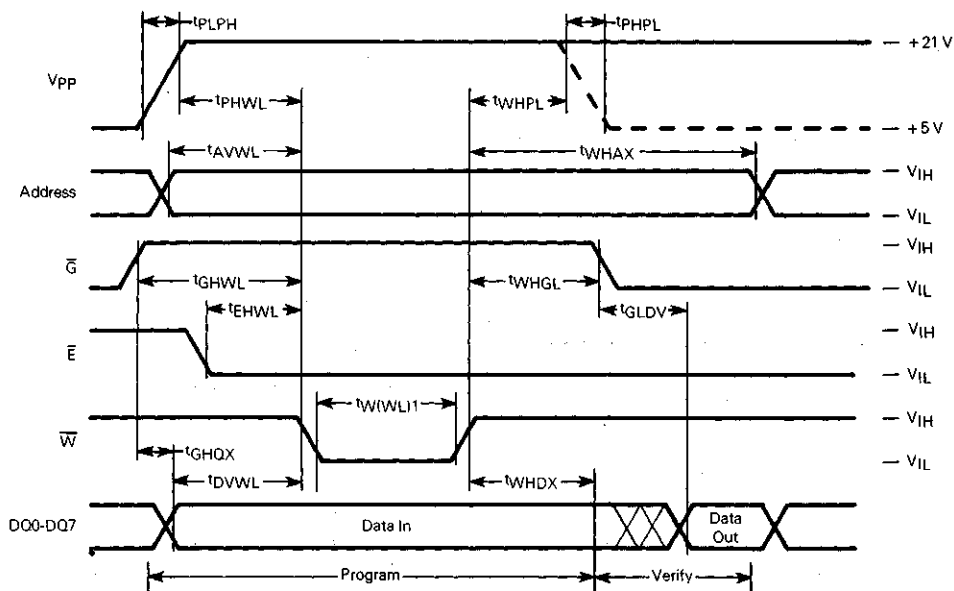 tPLPH
tPHPL
+21 V
VPP
tPHWL
tWHPL
+5 V
tAVWL
tWHAX
Address
VIH
VIL
G̅
VIH
tGHWL
tWHGL
VIL
tEHWL
tGLDV
E̅
VIH
VIL
tW(WL)1
W̅
VIH
tGHQX
VIL
tDVWL
tWHDX
DQ0-DQ7
Data In
Data
Out
Program
Verify